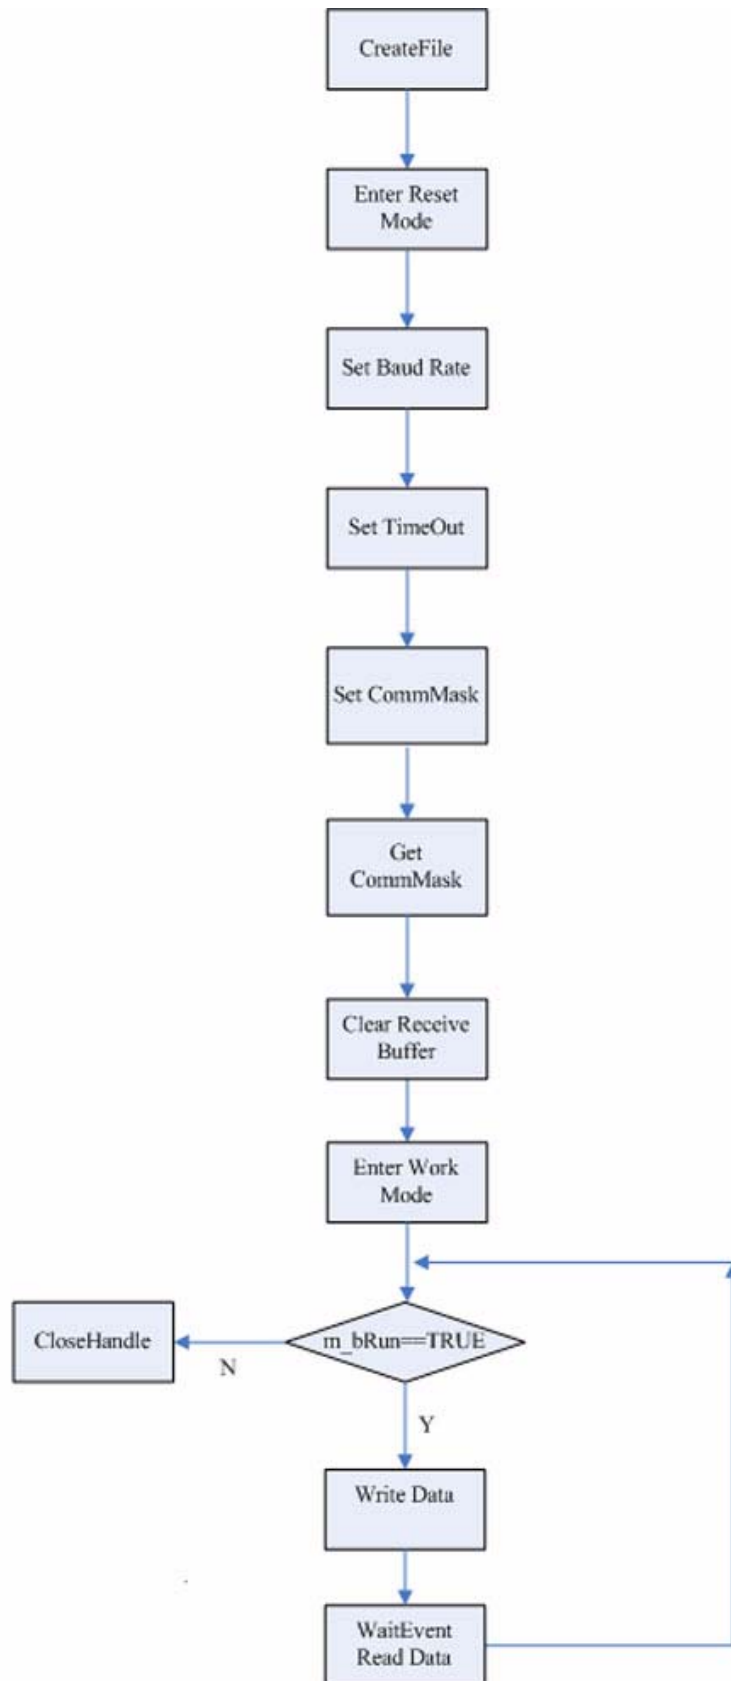 CreateFile
Enter Reset
Mode
Set Baud Rate
Set TimeOut
Set CommMask
Get
CommMask
Clear Receive
Buffer
Enter Work
Mode
CloseHandle
N
m_bRun==TRUE
Y
Write Data
WaitEvent
Read Data